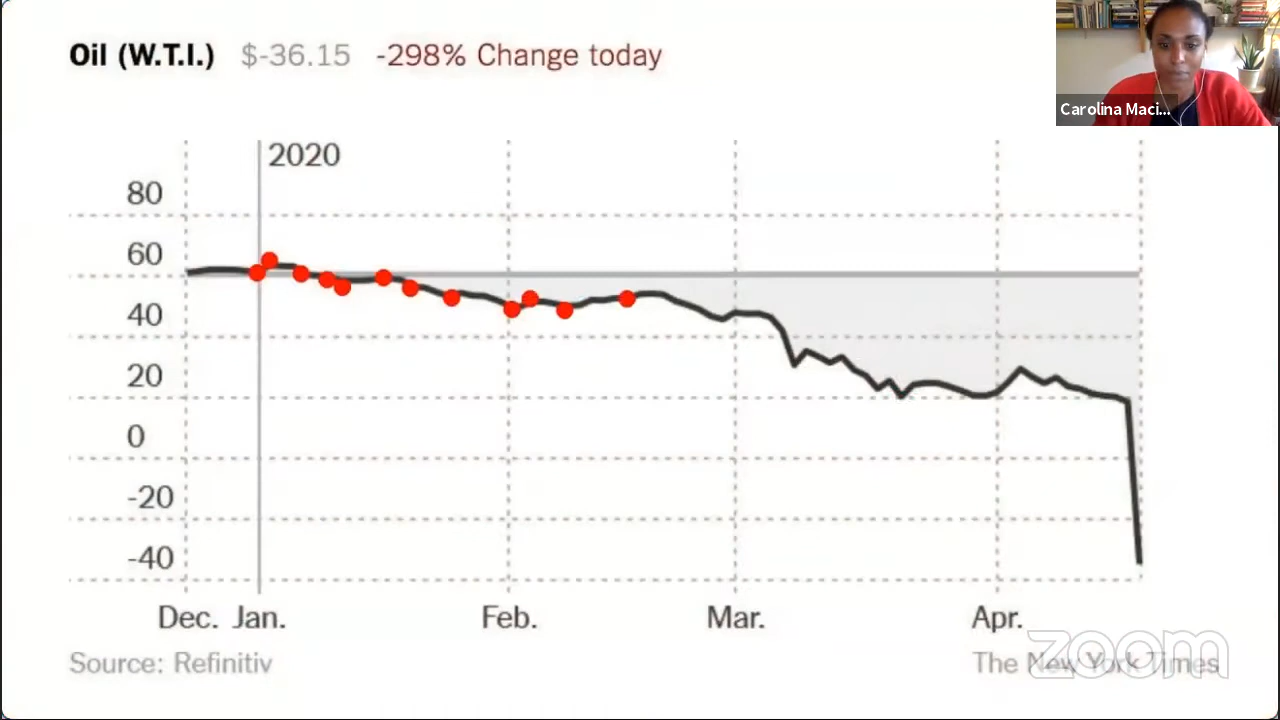 Oil (W.T.I.) $-36.15 -298% Change today
Carolina Maci...
2020
80
60
40
20
0
-20
-40
Dec. Jan. Feb. Mar. Apr.
Source: Refinitiv
The New York Times
zoom